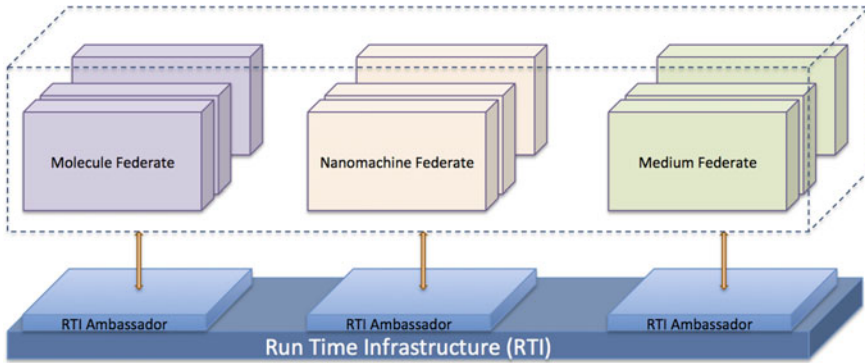 Molecule Federate
Nanomachine Federate
Medium Federate
RTI Ambassador
RTI Ambassador
RTI Ambassador
Run Time Infrastructure (RTI)